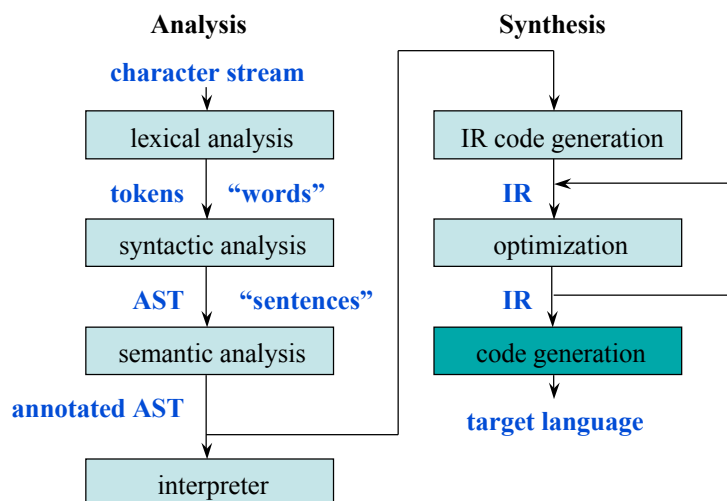 Analysis
character stream
lexical analysis
tokens “words”
syntactic analysis
AST “sentences”
semantic analysis
annotated AST
interpreter
Synthesis
IR code generation
IR
optimization
IR
code generation
target language